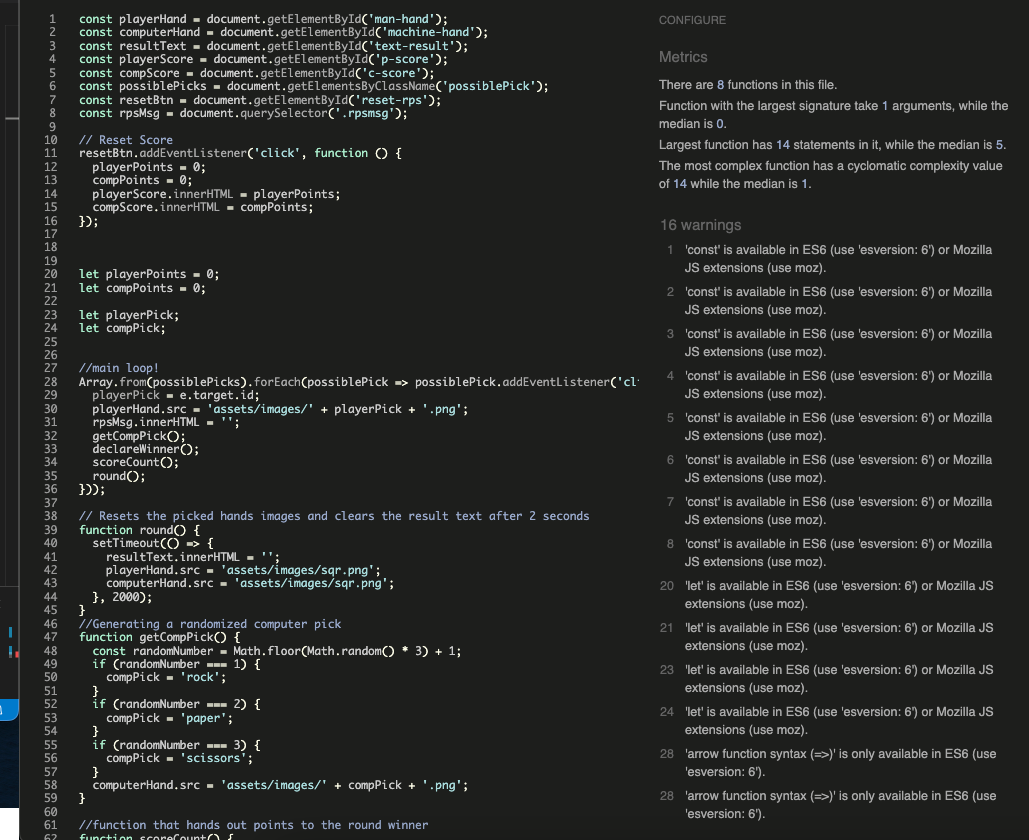 1 const playerHand = document.getElementById('man-hand');
2 const computerHand = document.getElementById('machine-hand');
3 const resultText = document.getElementById('text-result');
4 const playerScore = document.getElementById('p-score');
5 const compScore = document.getElementById('c-score');
6 const possiblePicks = document.getElementsByClassName('possiblePick');
7 const resetBtn = document.getElementById('reset-rps');
8 const rpsMsg = document.querySelector('.rpsmsg');
9
10 // Reset Score
11 resetBtn.addEventListener('click', function () {
12 playerPoints = 0;
13 compPoints = 0;
14 playerScore.innerHTML = playerPoints;
15 compScore.innerHTML = compPoints;
16 });
17
18
19
20 let playerPoints = 0;
21 let compPoints = 0;
22
23 let playerPick;
24 let compPick;
25
26
27 //main loop!
28 Array.from(possiblePicks).forEach(possiblePick => possiblePick.addEventListener('cl
29 playerPick = e.target.id;
30 playerHand.src = 'assets/images/' + playerPick + '.png';
31 rpsMsg.innerHTML = '';
32 getCompPick();
33 declareWinner();
34 scoreCount();
35 round();
36 }));
37
38 // Resets the picked hands images and clears the result text after 2 seconds
39 function round() {
40 setTimeout(() => {
41 resultText.innerHTML = '';
42 playerHand.src = 'assets/images/sqr.png';
43 computerHand.src = 'assets/images/sqr.png';
44 }, 2000);
45 }
46 //Generating a randomized computer pick
47 function getCompPick() {
48 const randomNumber = Math.floor(Math.random() * 3) + 1;
49 if (randomNumber === 1) {
50 compPick = 'rock';
51 }
52 if (randomNumber === 2) {
53 compPick = 'paper';
54 }
55 if (randomNumber === 3) {
56 compPick = 'scissors';
57 }
58 computerHand.src = 'assets/images/' + compPick + '.png';
59 }
60
61 //function that hands out points to the round winner
62 function scoreCount() {
CONFIGURE
Metrics
There are 8 functions in this file.
Function with the largest signature take 1 arguments, while the
median is 0.
Largest function has 14 statements in it, while the median is 5.
The most complex function has a cyclomatic complexity value
of 14 while the median is 1.
16 warnings
1 'const' is available in ES6 (use 'esversion: 6') or Mozilla
JS extensions (use moz).
2 'const' is available in ES6 (use 'esversion: 6') or Mozilla
JS extensions (use moz).
3 'const' is available in ES6 (use 'esversion: 6') or Mozilla
JS extensions (use moz).
4 'const' is available in ES6 (use 'esversion: 6') or Mozilla
JS extensions (use moz).
5 'const' is available in ES6 (use 'esversion: 6') or Mozilla
JS extensions (use moz).
6 'const' is available in ES6 (use 'esversion: 6') or Mozilla
JS extensions (use moz).
7 'const' is available in ES6 (use 'esversion: 6') or Mozilla
JS extensions (use moz).
8 'const' is available in ES6 (use 'esversion: 6') or Mozilla
JS extensions (use moz).
20 'let' is available in ES6 (use 'esversion: 6') or Mozilla JS
extensions (use moz).
21 'let' is available in ES6 (use 'esversion: 6') or Mozilla JS
extensions (use moz).
23 'let' is available in ES6 (use 'esversion: 6') or Mozilla JS
extensions (use moz).
24 'let' is available in ES6 (use 'esversion: 6') or Mozilla JS
extensions (use moz).
28 'arrow function syntax (=>)' is only available in ES6 (use
'esversion: 6').
28 'arrow function syntax (=>)' is only available in ES6 (use
'esversion: 6').